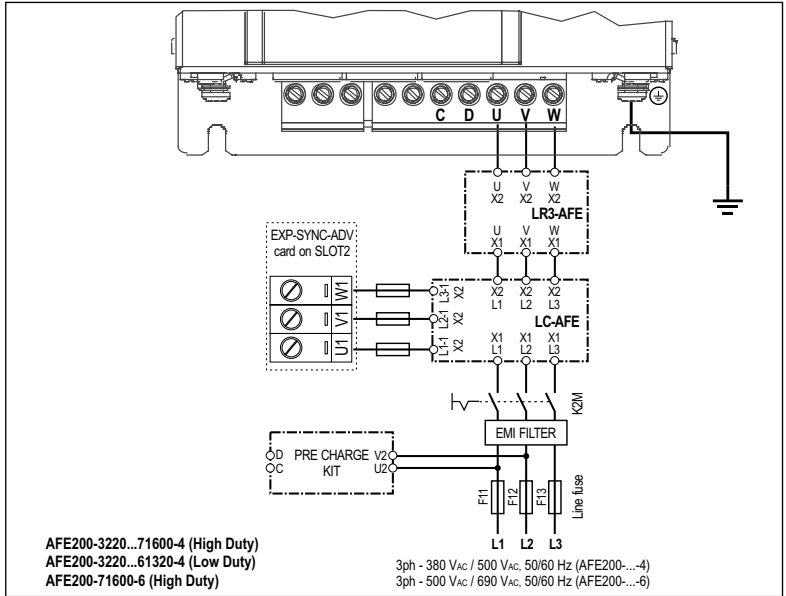 C D U V W
U V W
X2 X2 X2
LR3-AFE
U V W
X1 X1 X1
EXP-SYNC-ADV
card on SLOT2
W1
V1
U1
L3-1 X2
L2-1 X2
L1-1 X2
X2 X2 X2
L1 L2 L3
LC-AFE
X1 X1 X1
L1 L2 L3
K2M
EMI FILTER
D PRE CHARGE V2
C KIT U2
F11 F12 F13 Line fuse
L1 L2 L3
AFE200-3220...71600-4 (High Duty)
AFE200-3220...61320-4 (Low Duty)
AFE200-71600-6 (High Duty)
3ph - 380 VAC / 500 VAC, 50/60 Hz (AFE200-...-4)
3ph - 500 VAC / 690 VAC, 50/60 Hz (AFE200-...-6)